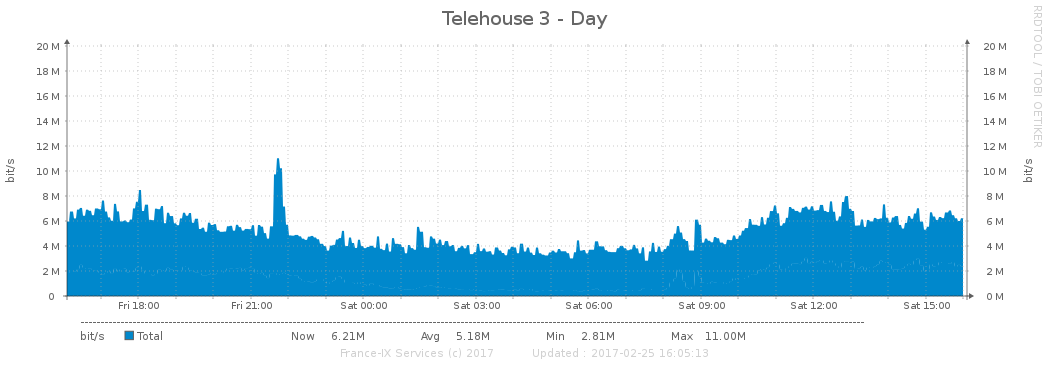 Telehouse 3 - Day
RRDTOOL / TOBI OETIKER
bit/s
bit/s
20 M 20 M
18 M 18 M
16 M 16 M
14 M 14 M
12 M 12 M
10 M 10 M
8 M 8 M
6 M 6 M
4 M 4 M
2 M 2 M
0 0 M
Fri 18:00 Fri 21:00 Sat 00:00 Sat 03:00 Sat 06:00 Sat 09:00 Sat 12:00 Sat 15:00
bit/s Total Now 6.21M Avg 5.18M Min 2.81M Max 11.00M
France-IX Services (c) 2017 Updated : 2017-02-25 16:05:13